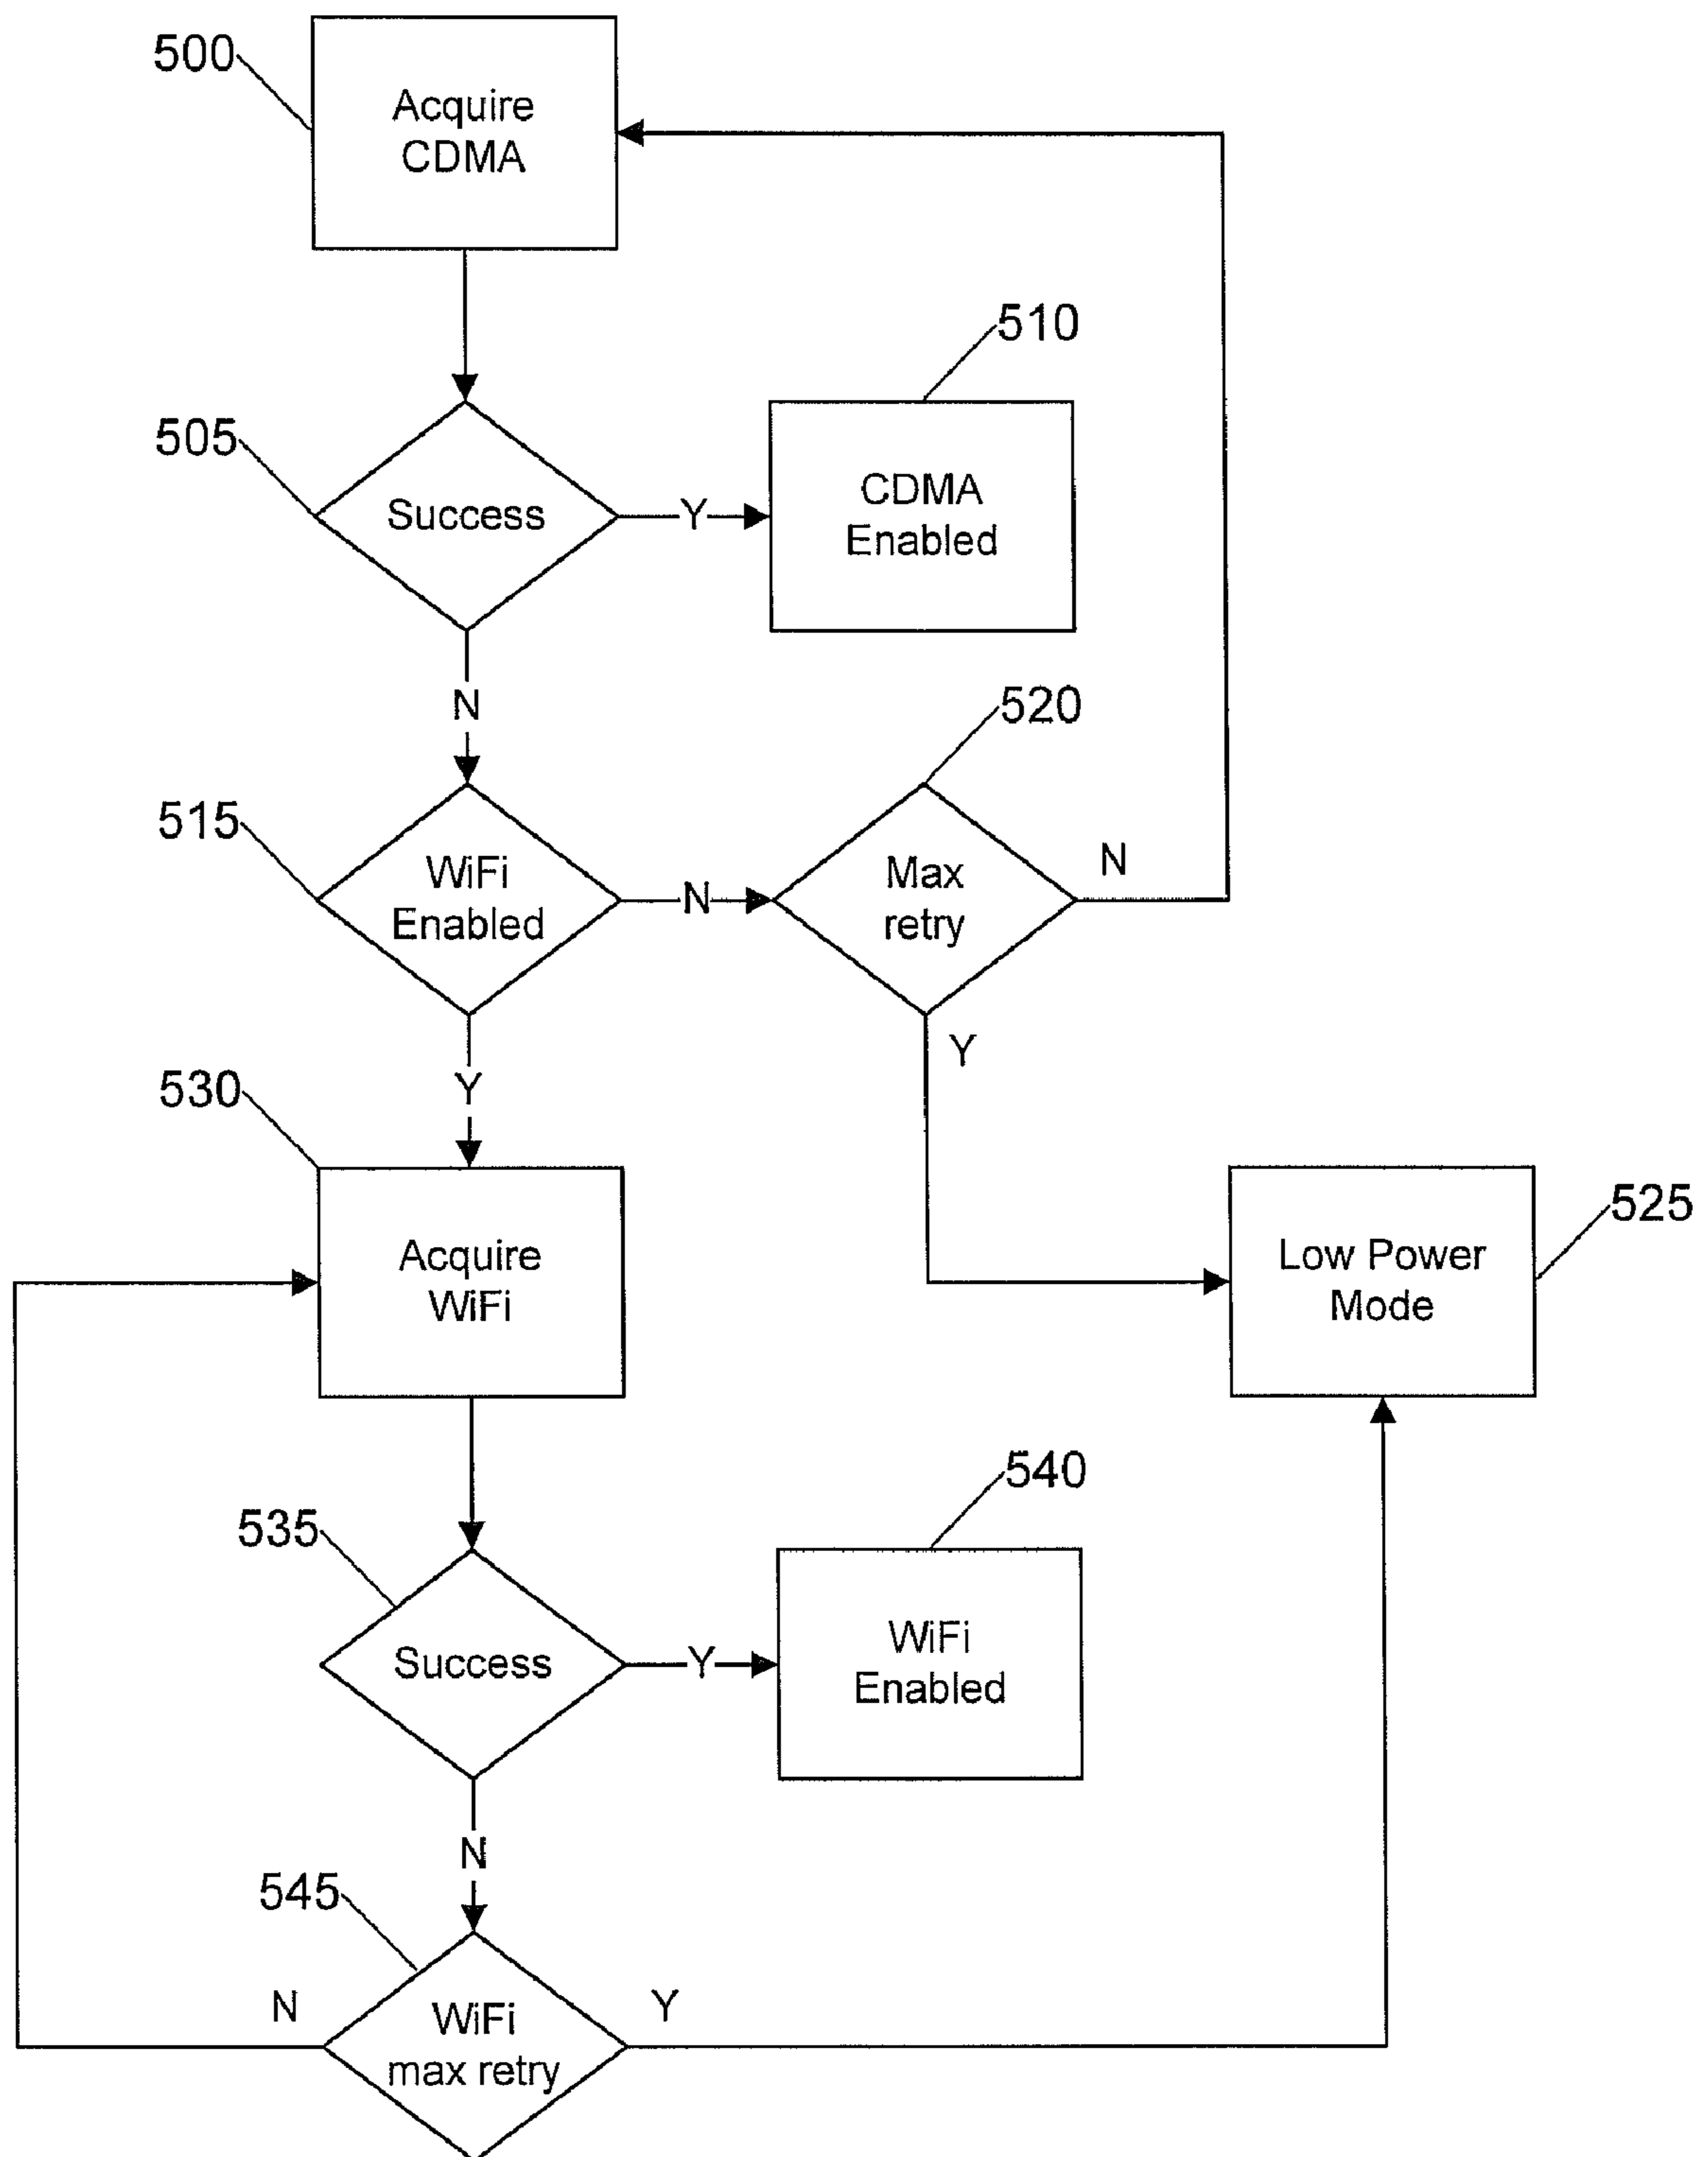 500
Acquire
CDMA
510
505
Success
Y
CDMA
Enabled
N
520
515
WiFi
Enabled
N
Max
retry
N
Y
Y
530
Acquire
WiFi
Low Power
Mode
525
540
535
Success
Y
WiFi
Enabled
N
545
N
WiFi
max retry
Y